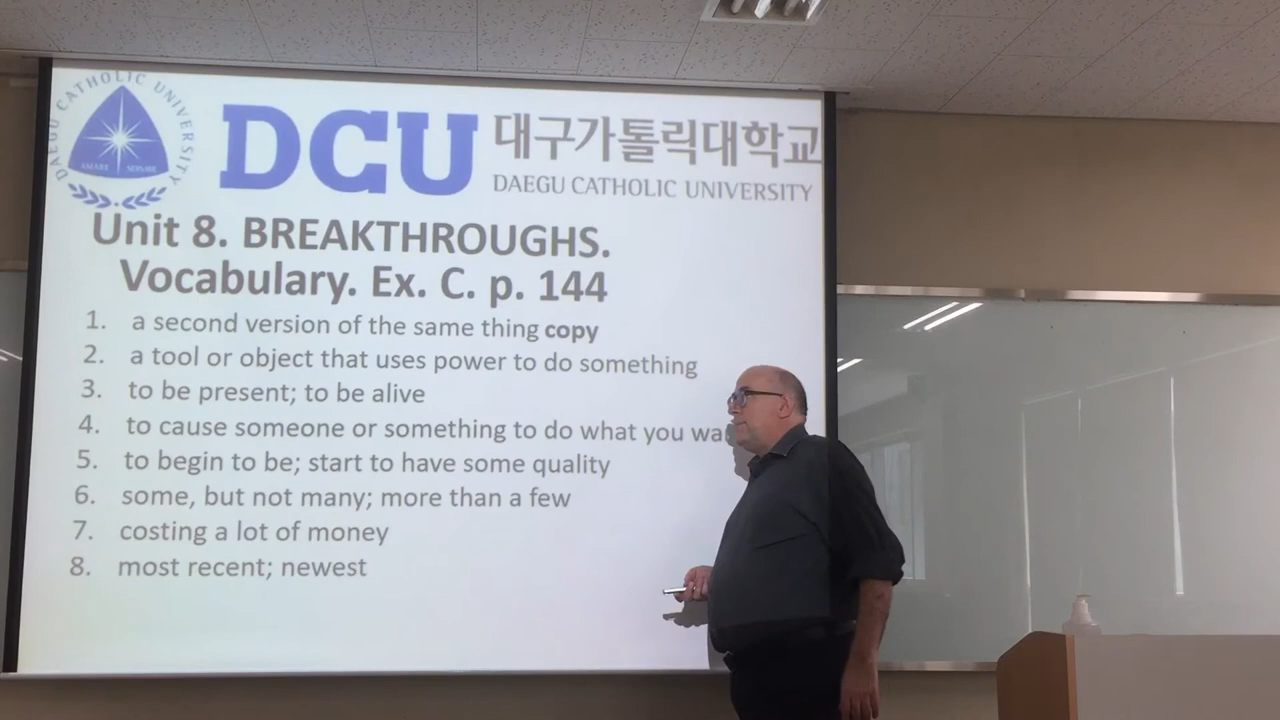 DAEGU CATHOLIC UNIVERSITY
AMARE SERVIRE
DCU
대구가톨릭대학교
DAEGU CATHOLIC UNIVERSITY
Unit 8. BREAKTHROUGHS.
Vocabulary. Ex. C. p. 144
1. a second version of the same thing copy
2. a tool or object that uses power to do something
3. to be present; to be alive
4. to cause someone or something to do what you wa
5. to begin to be; start to have some quality
6. some, but not many; more than a few
7. costing a lot of money
8. most recent; newest